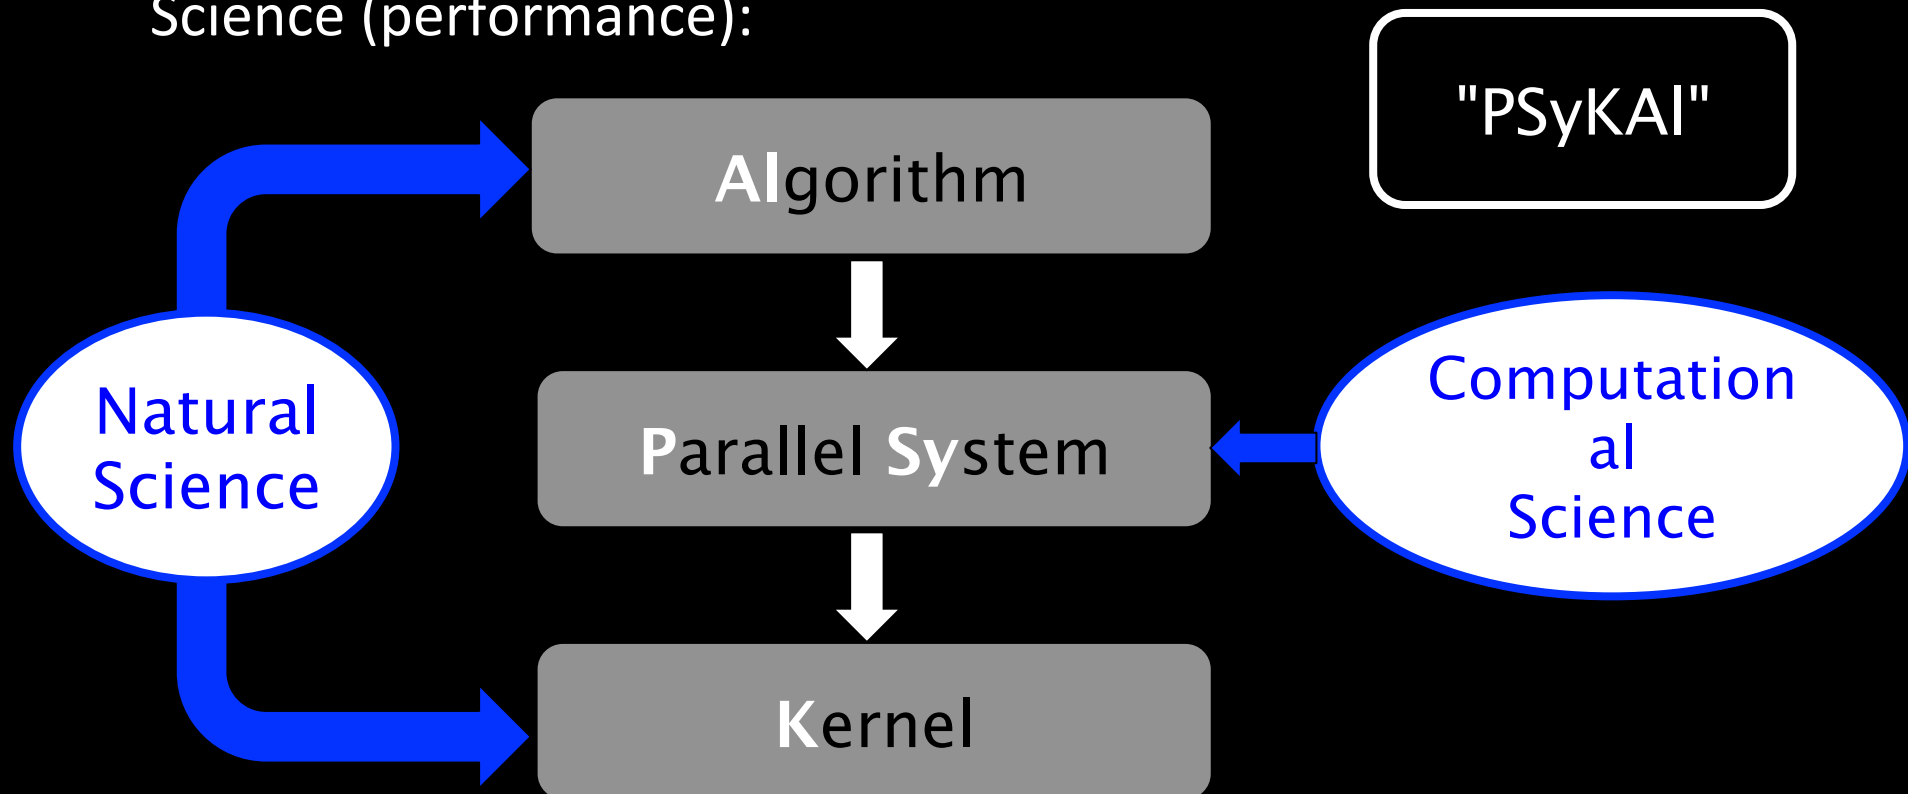 Science (performance):
"PSyKAl"
Algorithm
Natural
Science
Parallel System
Computation
al
Science
Kernel